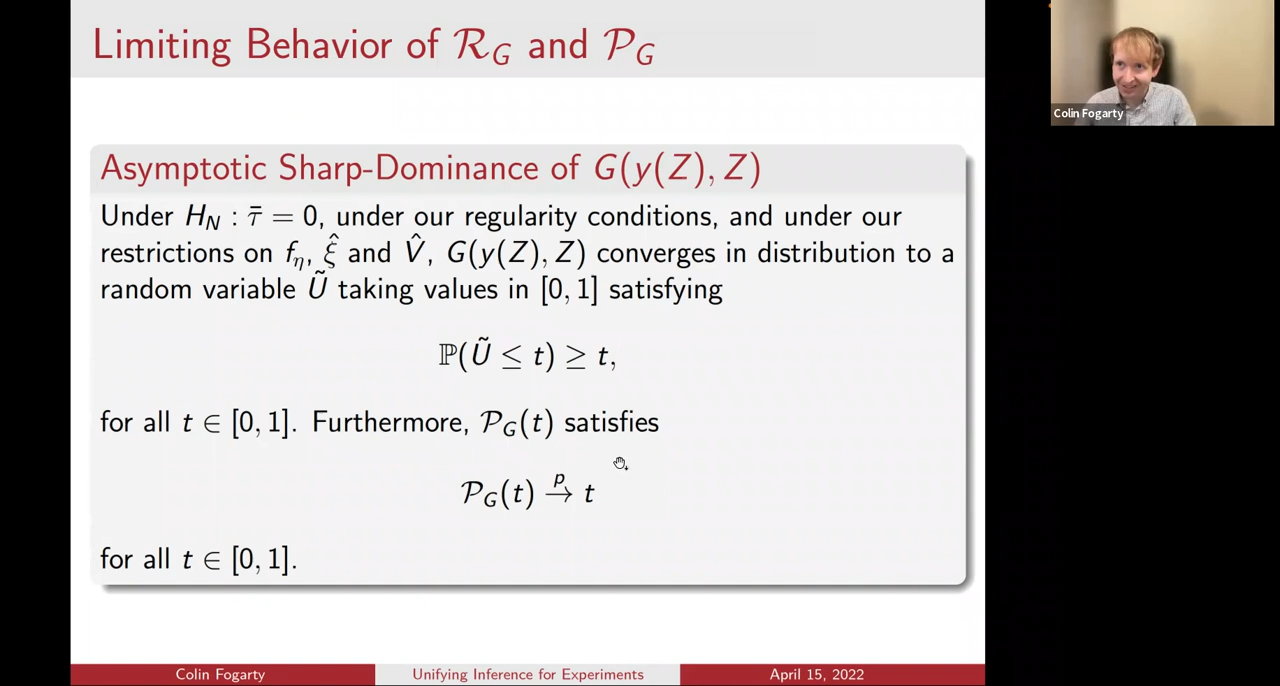 Limiting Behavior of ℛ_G and 𝒫_G
Colin Fogarty
Asymptotic Sharp-Dominance of G(y(Z), Z)
Under H_N : τ̄ = 0, under our regularity conditions, and under our
restrictions on f_η, ξ̂ and V̂, G(y(Z), Z) converges in distribution to a
random variable Ũ taking values in [0, 1] satisfying
ℙ(Ũ ≤ t) ≥ t,
for all t ∈ [0, 1]. Furthermore, 𝒫_G(t) satisfies
𝒫_G(t) →^p t
for all t ∈ [0, 1].
Colin Fogarty
Unifying Inference for Experiments
April 15, 2022